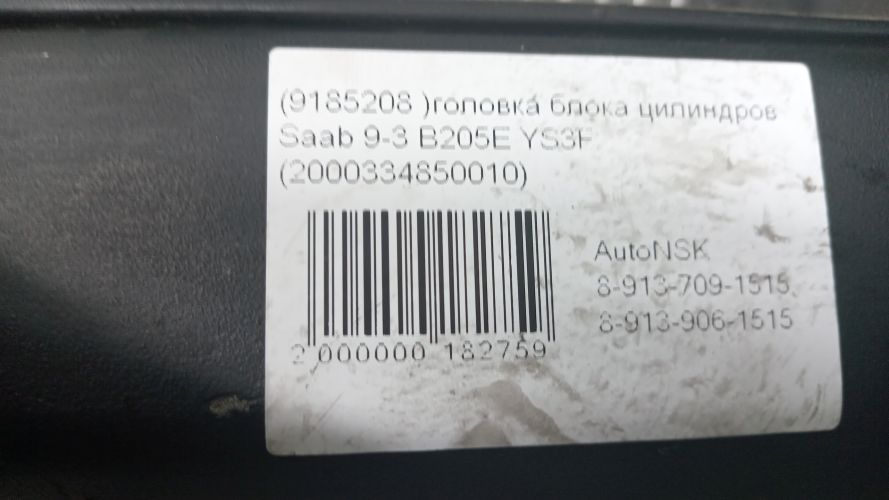 (9185208 )головка блока цилиндров
Saab 9-3 B205E YS3F
(2000334850010)
2 000000 182759
AutoNSK
8-913-709-1515
8-913-906-1515